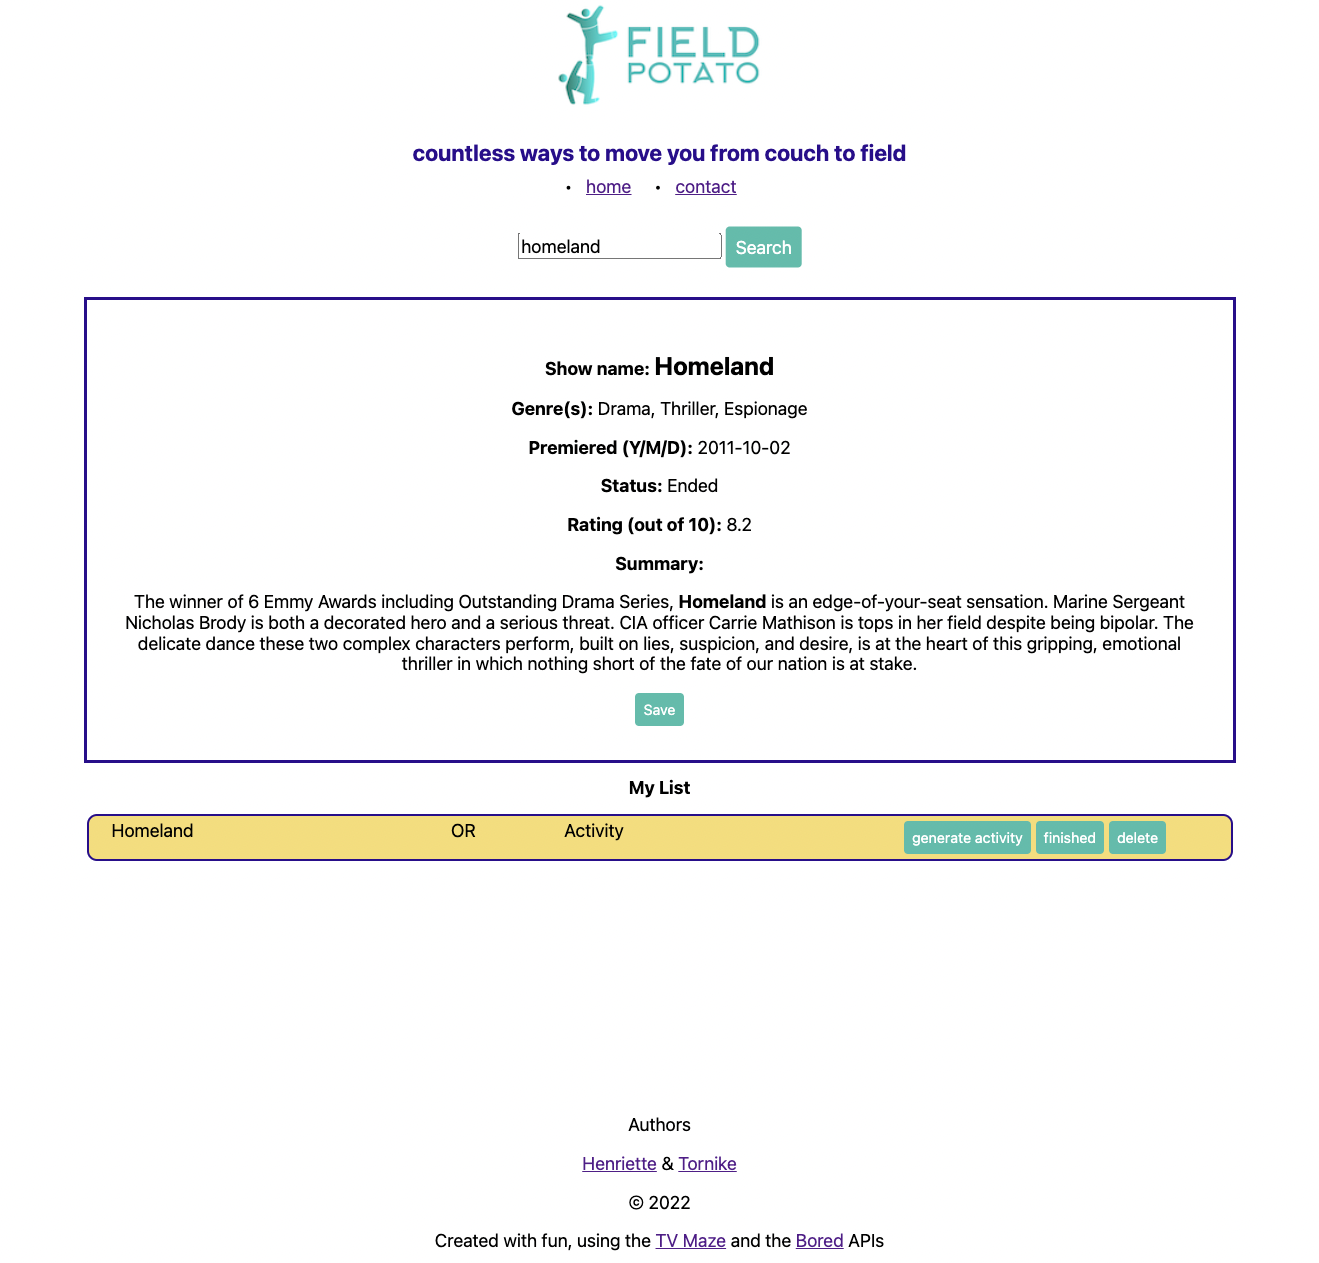 FIELD
POTATO
countless ways to move you from couch to field
• home • contact
homeland Search
Show name: Homeland
Genre(s): Drama, Thriller, Espionage
Premiered (Y/M/D): 2011-10-02
Status: Ended
Rating (out of 10): 8.2
Summary:
The winner of 6 Emmy Awards including Outstanding Drama Series, Homeland is an edge-of-your-seat sensation. Marine Sergeant
Nicholas Brody is both a decorated hero and a serious threat. CIA officer Carrie Mathison is tops in her field despite being bipolar. The
delicate dance these two complex characters perform, built on lies, suspicion, and desire, is at the heart of this gripping, emotional
thriller in which nothing short of the fate of our nation is at stake.
Save
My List
Homeland OR Activity generate activity finished delete
Authors
Henriette & Tornike
© 2022
Created with fun, using the TV Maze and the Bored APIs